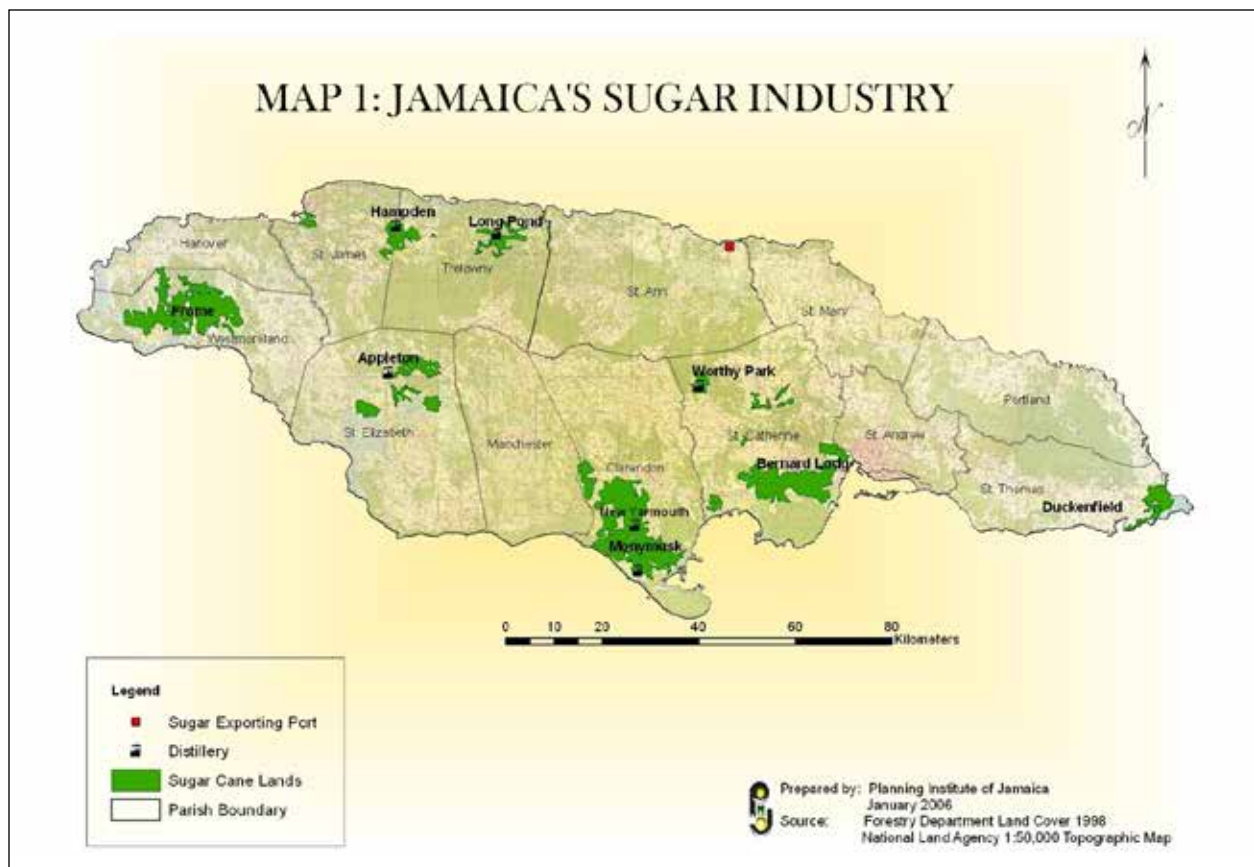 MAP 1: JAMAICA'S SUGAR INDUSTRY
N
Hampden
Long Pond
Hanover
St. James
Trelawny
St. Ann
St. Mary
Frome
Westmoreland
Appleton
Worthy Park
Portland
St. Elizabeth
Manchester
St. Catherine
St. Andrew
Clarendon
Bernard Lodg
St. Thomas
New Yarmouth
Duckenfield
Monymusk
0 10 20 40 60 80
Kilometers
Legend
Sugar Exporting Port
Distillery
Sugar Cane Lands
Parish Boundary
Prepared by: Planning Institute of Jamaica
January 2006
Source: Forestry Department Land Cover 1998
National Land Agency 1:50,000 Topographic Map